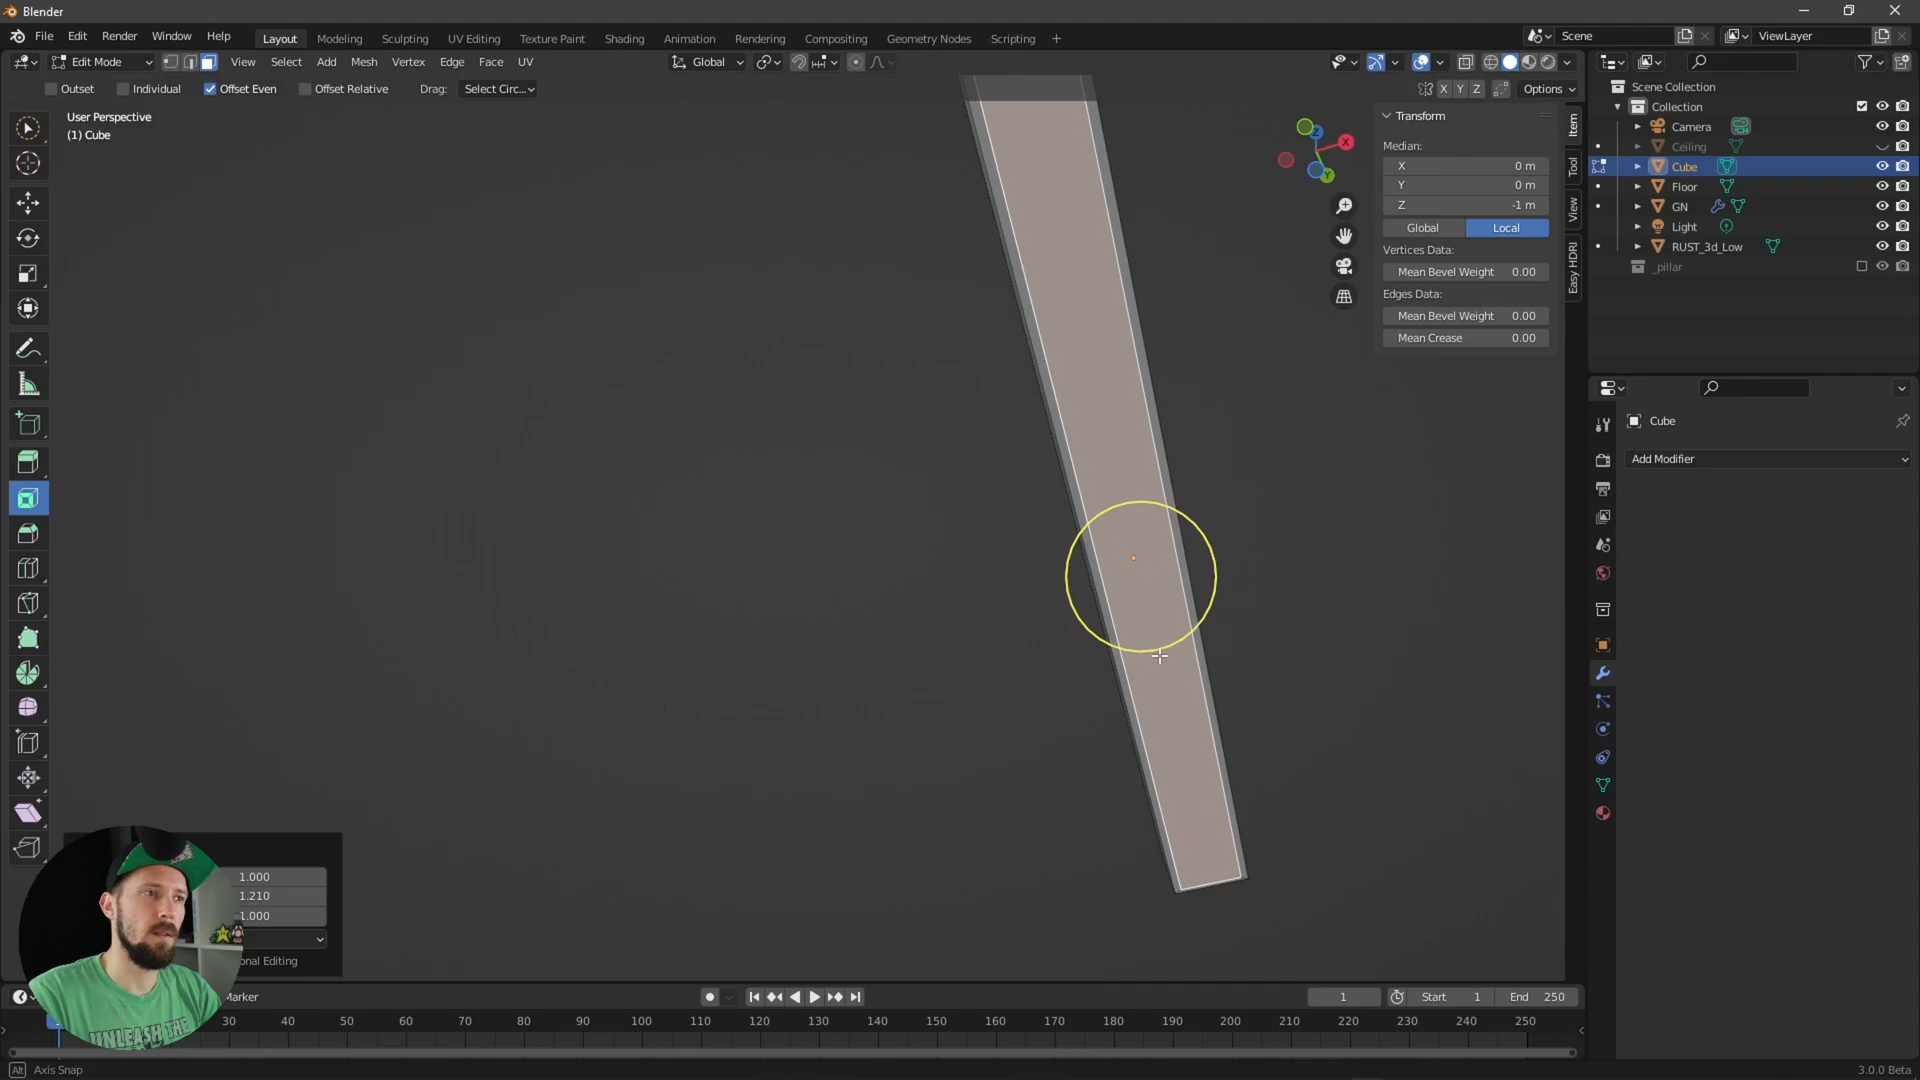 Blender
File Edit Render Window Help Layout Modeling Sculpting UV Editing Texture Paint Shading Animation Rendering Compositing Geometry Nodes Scripting + Scene ViewLayer
Edit Mode View Select Add Mesh Vertex Edge Face UV Global
Outset Individual Offset Even Offset Relative Drag: Select Circ... X Y Z Options
User Perspective
(1) Cube
X
Y
Z
Transform
Median:
X 0 m
Y 0 m
Z -1 m
Global Local
Vertices Data:
Mean Bevel Weight 0.00
Edges Data:
Mean Bevel Weight 0.00
Mean Crease 0.00
Item
Tool
View
Easy HDRI
Scene Collection
Collection
Camera
Ceiling
Cube
Floor
GN
Light
RUST_3d_Low
_pillar
Cube
Add Modifier
1.000
1.210
1.000
onal Editing
UNLEASH THE
Marker 1 Start 1 End 250
30 40 50 60 70 80 90 100 110 120 130 140 150 160 170 180 190 200 210 220 230 240 250
Alt Axis Snap 3.0.0 Beta